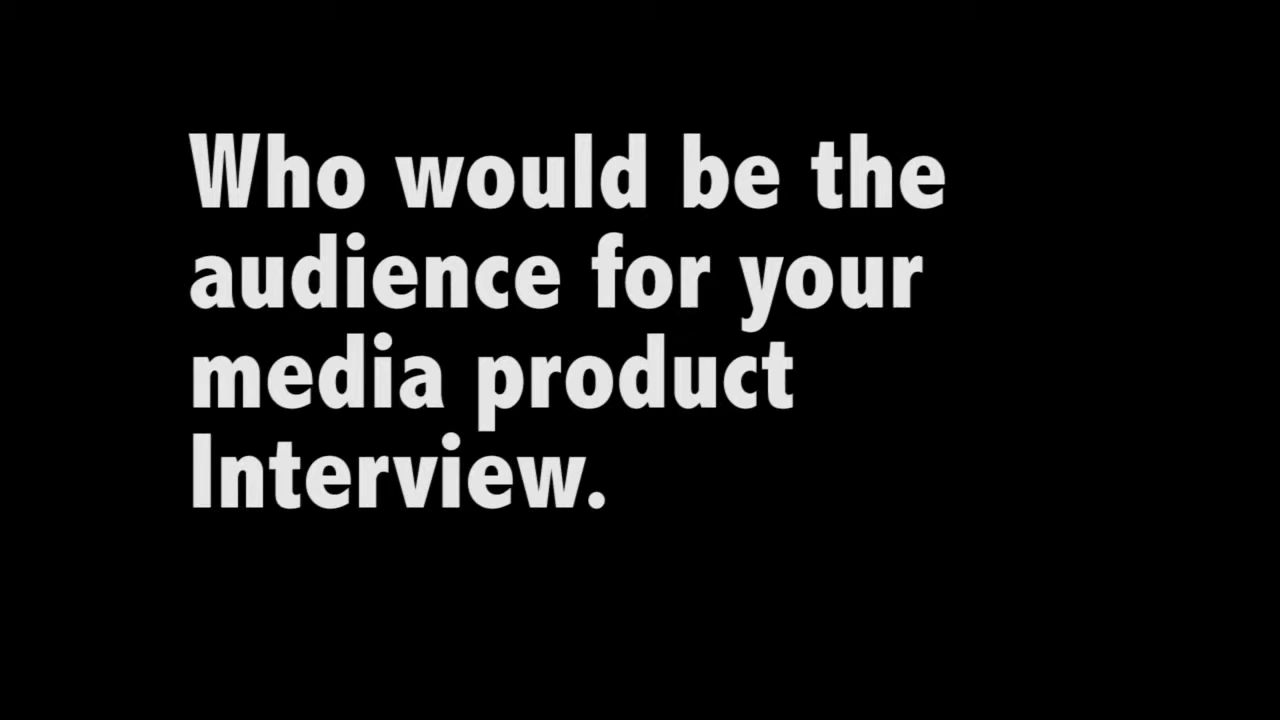 Who would be the
audience for your
media product
Interview.